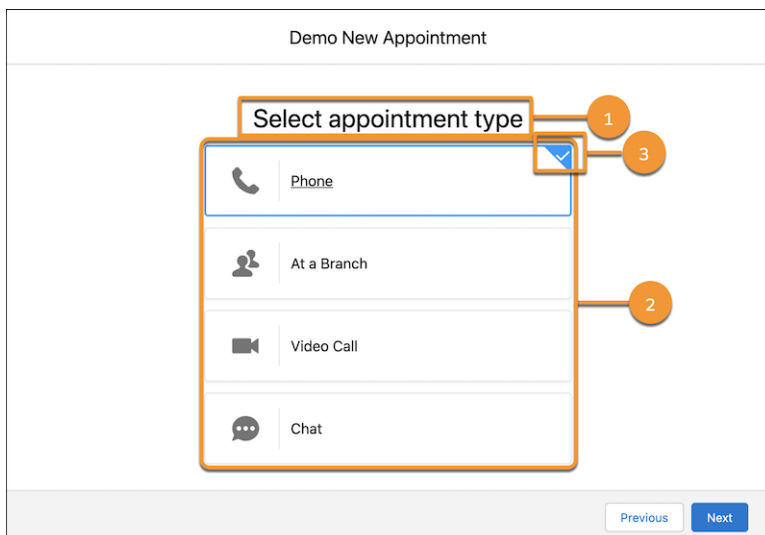 Demo New Appointment
Select appointment type
1
3
Phone
At a Branch
2
Video Call
Chat
Previous
Next